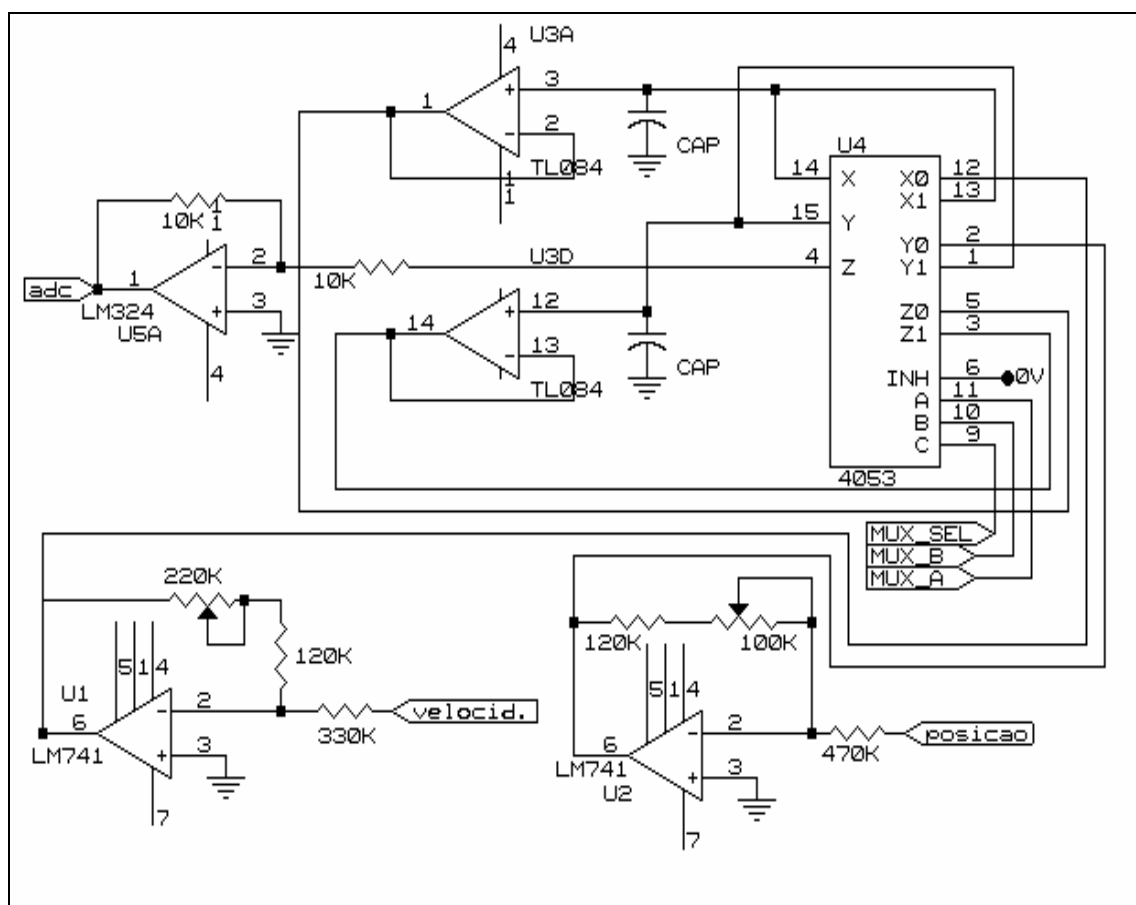 4
U3A
1
3
2
TL084
1
1
CAP
U4
14
X
X0
12
X1
13
15
Y
Y0
2
Y1
1
4
Z
Z0
5
Z1
3
INH
6
0V
A
11
B
10
C
9
4053
10K
1
1
adc
1
2
3
LM324
U5A
4
10K
U3D
14
12
13
TL084
CAP
MUX_SEL
MUX_B
MUX_A
220K
120K
5
1
4
U1
6
2
3
LM741
7
330K
velocid.
120K
100K
5
1
4
6
2
3
LM741
U2
7
470K
posicao